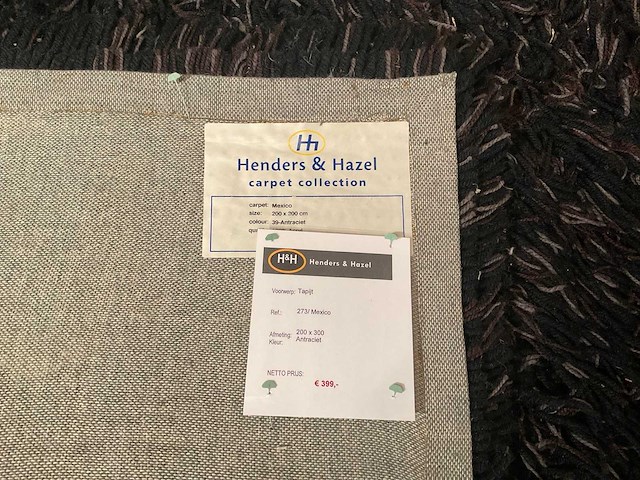 Hh
Henders & Hazel
carpet collection
carpet: Mexico
size: 200 x 300 cm
colour: 39-Antraciet
H&H Henders & Hazel
Voorwerp: Tapijt
Ref.: 273/ Mexico
Afmeting: 200 x 300
Kleur: Antraciet
NETTO PRIJS:
€ 399,-